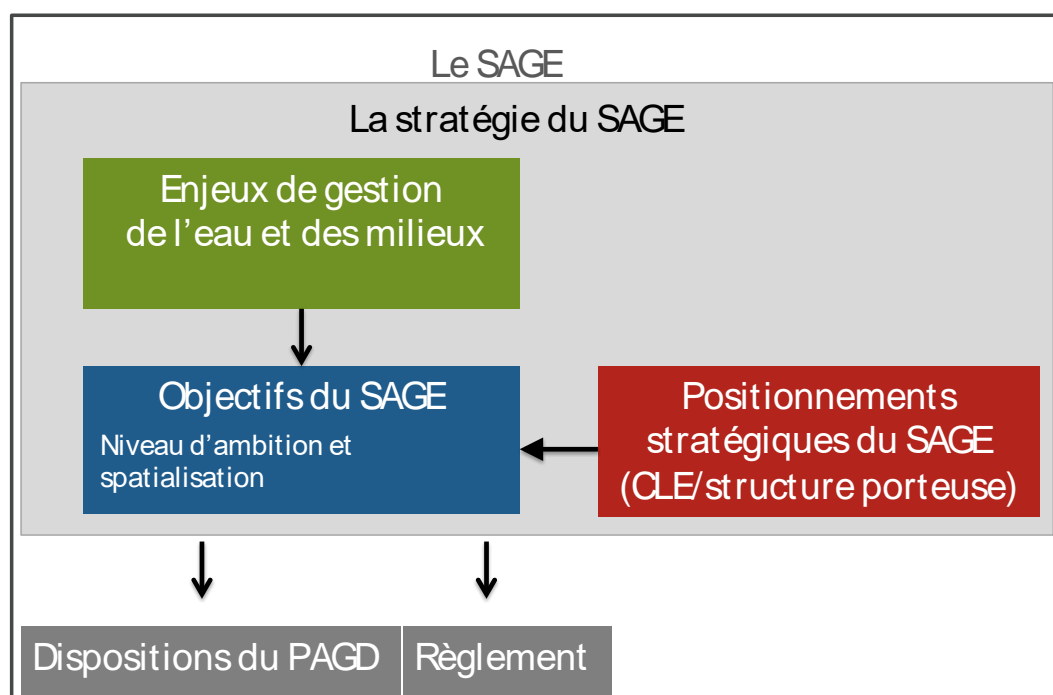 Le SAGE
La stratégie du SAGE
Enjeux de gestion
de l'eau et des milieux
Objectifs du SAGE
Niveau d'ambition et
spatialisation
Positionnements
stratégiques du SAGE
(CLE/structure porteuse)
Dispositions du PAGD
Règlement